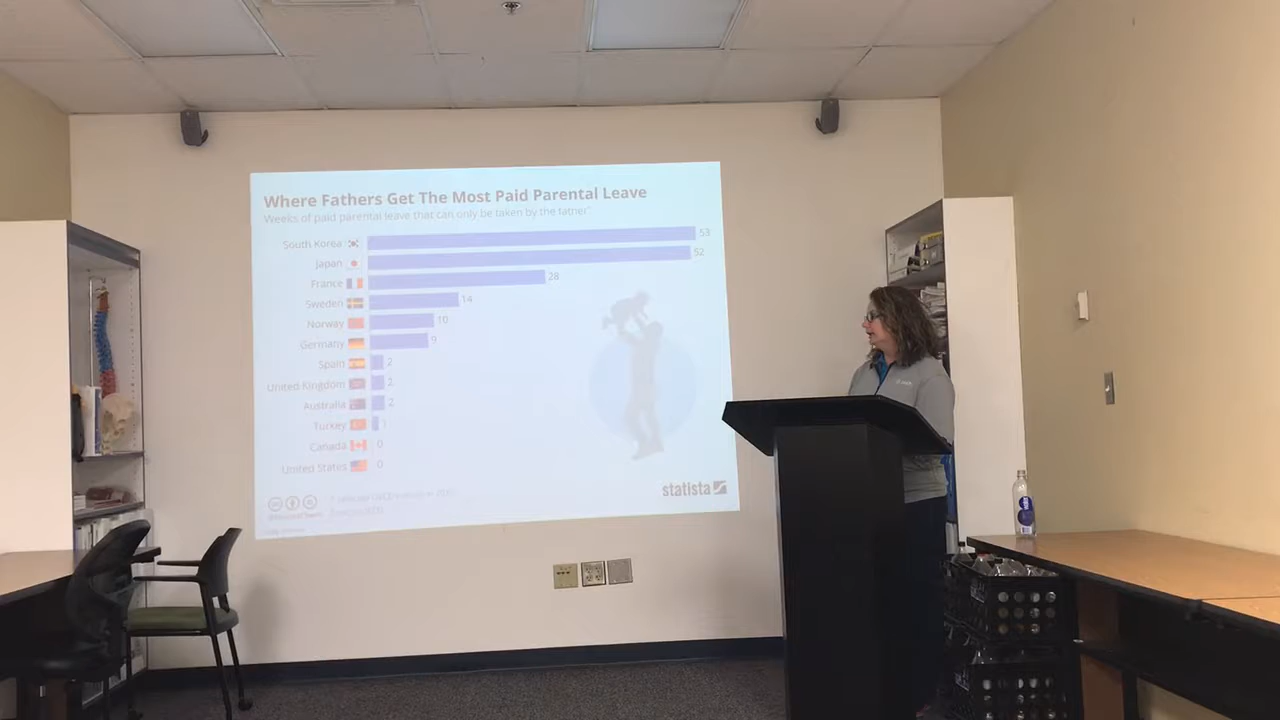 Where Fathers Get The Most Paid Parental Leave
Weeks of paid parental leave that can only be taken by the father*
South Korea 53
Japan 52
France 28
Sweden 14
Norway 10
Germany 9
Spain 2
United Kingdom 2
Australia 2
Turkey 1
Canada 0
United States 0
statista